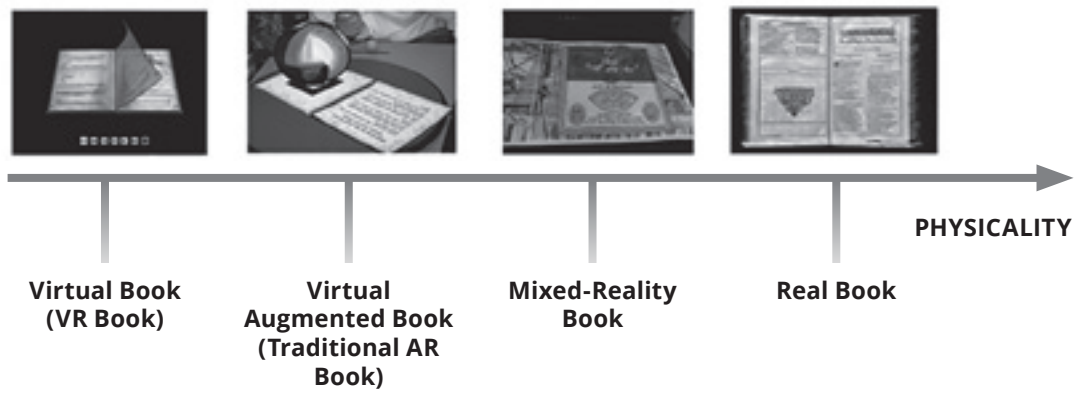 PHYSICALITY
Virtual Book
(VR Book)
Virtual
Augmented Book
(Traditional AR
Book)
Mixed-Reality
Book
Real Book